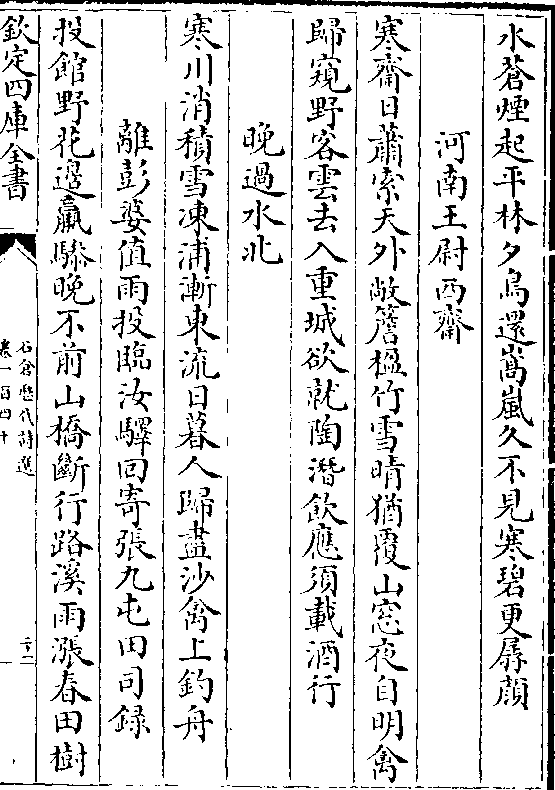 水蒼煙起平林夕鳥還嵩嵐久不見寒碧更孱顔
河南王尉西齋
寒齋日蕭索天外敞簷楹竹雪晴猶覆山窓夜自明禽
歸窺野客雲去入重城欲就陶潛飲應須載酒行
晚過水北
寒川消積雪凍浦漸東流日暮人歸盡沙禽上釣舟
離彭婆值雨投臨汝驛回寄張九屯田司録
投館野花邊羸驂晚不前山橋斷行路溪雨漲春田樹
欽定四庫全書
石倉歷代詩選
卷一百四十
二十一